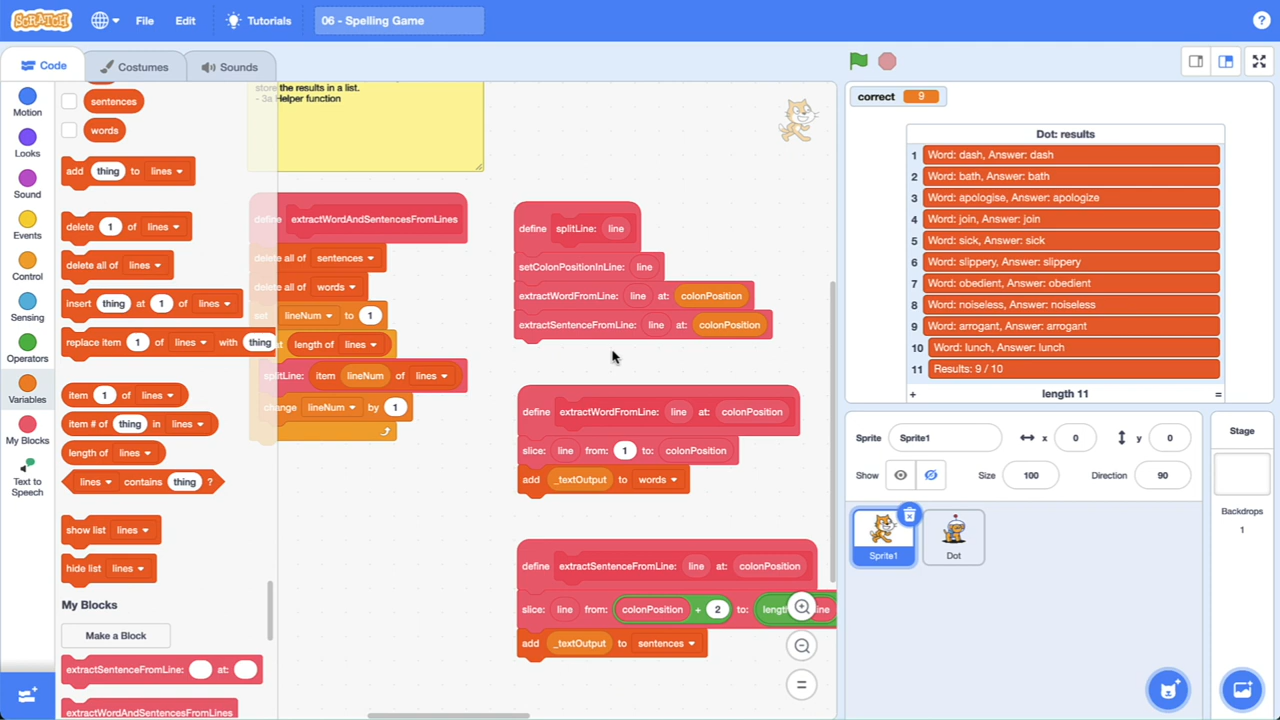 SCRATCH
File
Edit
Tutorials
06 - Spelling Game
?
Code
Costumes
Sounds
Motion
Looks
Sound
Events
Control
Sensing
Operators
Variables
My Blocks
Text to
Speech
sentences
words
add thing to lines
delete 1 of lines
delete all of lines
insert thing at 1 of lines
replace item 1 of lines with thing
item 1 of lines
item # of thing in lines
length of lines
lines contains thing ?
show list lines
hide list lines
My Blocks
Make a Block
extractSentenceFromLine: at:
extractWordAndSentencesFromLines
store the results in a list.
- 3a Helper function
define extractWordAndSentencesFromLines
delete all of sentences
delete all of words
set lineNum to 1
length of lines
splitLine: item lineNum of lines
change lineNum by 1
define splitLine: line
setColonPositionInLine: line
extractWordFromLine: line at: colonPosition
extractSentenceFromLine: line at: colonPosition
define extractWordFromLine: line at: colonPosition
slice: line from: 1 to: colonPosition
add _textOutput to words
define extractSentenceFromLine: line at: colonPosition
slice: line from: colonPosition + 2 to:
add _textOutput to sentences
correct 9
Dot: results
1 Word: dash, Answer: dash
2 Word: bath, Answer: bath
3 Word: apologise, Answer: apologize
4 Word: join, Answer: join
5 Word: sick, Answer: sick
6 Word: slippery, Answer: slippery
7 Word: obedient, Answer: obedient
8 Word: noiseless, Answer: noiseless
9 Word: arrogant, Answer: arrogant
10 Word: lunch, Answer: lunch
11 Results: 9 / 10
+ length 11 =
Sprite Sprite1 x 0 y 0
Show Size 100 Direction 90
Sprite1
Dot
Stage
Backdrops
1